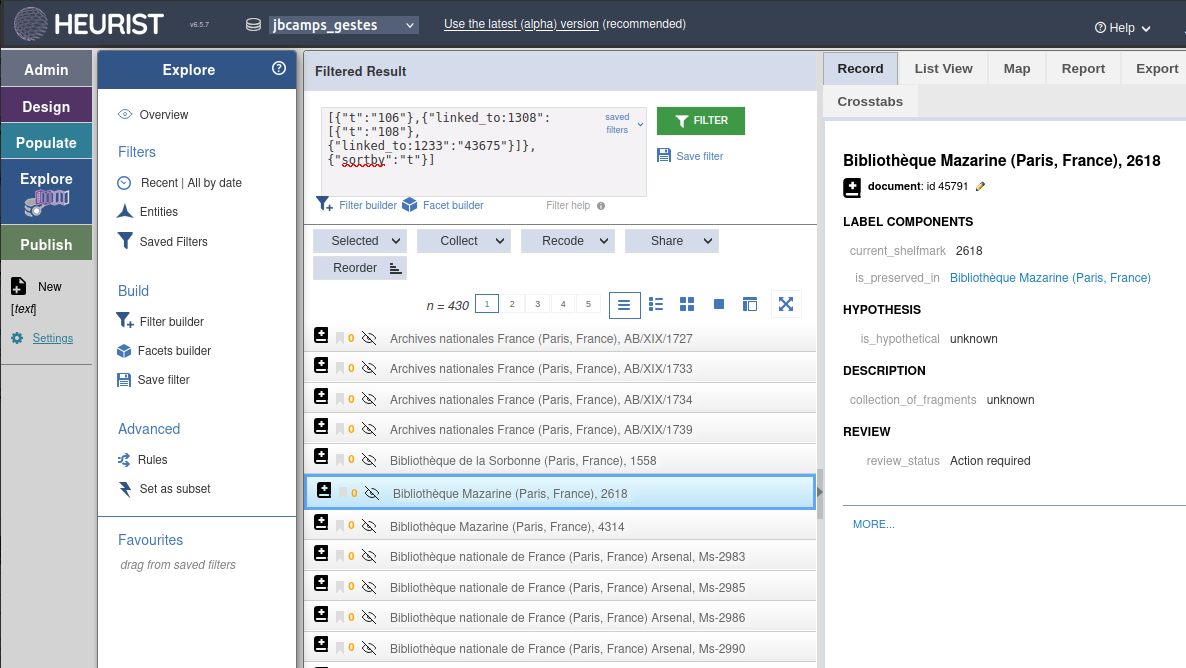 HEURIST
v6.5.7
jbcamps_gestes
Use the latest (alpha) version (recommended)
Help
Admin
Design
Populate
Explore
Publish
New
[text]
Settings
Explore
Overview
Filters
Recent | All by date
Entities
Saved Filters
Build
Filter builder
Facets builder
Save filter
Advanced
Rules
Set as subset
Favourites
drag from saved filters
Filtered Result
[{"t":"106"},{"linked_to:1308":
[{"t":"108"},
{"linked_to:1233":"43675"}]},
{"sortby":"t"}]
saved
filters
FILTER
Save filter
Filter builder
Facet builder
Filter help
Selected
Collect
Recode
Share
Reorder
n = 430
1
2
3
4
5
0 Archives nationales France (Paris, France), AB/XIX/1727
0 Archives nationales France (Paris, France), AB/XIX/1733
0 Archives nationales France (Paris, France), AB/XIX/1734
0 Archives nationales France (Paris, France), AB/XIX/1739
0 Bibliothèque de la Sorbonne (Paris, France), 1558
0 Bibliothèque Mazarine (Paris, France), 2618
0 Bibliothèque Mazarine (Paris, France), 4314
0 Bibliothèque nationale de France (Paris, France) Arsenal, Ms-2983
0 Bibliothèque nationale de France (Paris, France) Arsenal, Ms-2985
0 Bibliothèque nationale de France (Paris, France) Arsenal, Ms-2986
0 Bibliothèque nationale de France (Paris, France) Arsenal, Ms-2990
Record
List View
Map
Report
Export
Crosstabs
Bibliothèque Mazarine (Paris, France), 2618
document: id 45791
LABEL COMPONENTS
current_shelfmark 2618
is_preserved_in Bibliothèque Mazarine (Paris, France)
HYPOTHESIS
is_hypothetical unknown
DESCRIPTION
collection_of_fragments unknown
REVIEW
review_status Action required
MORE...